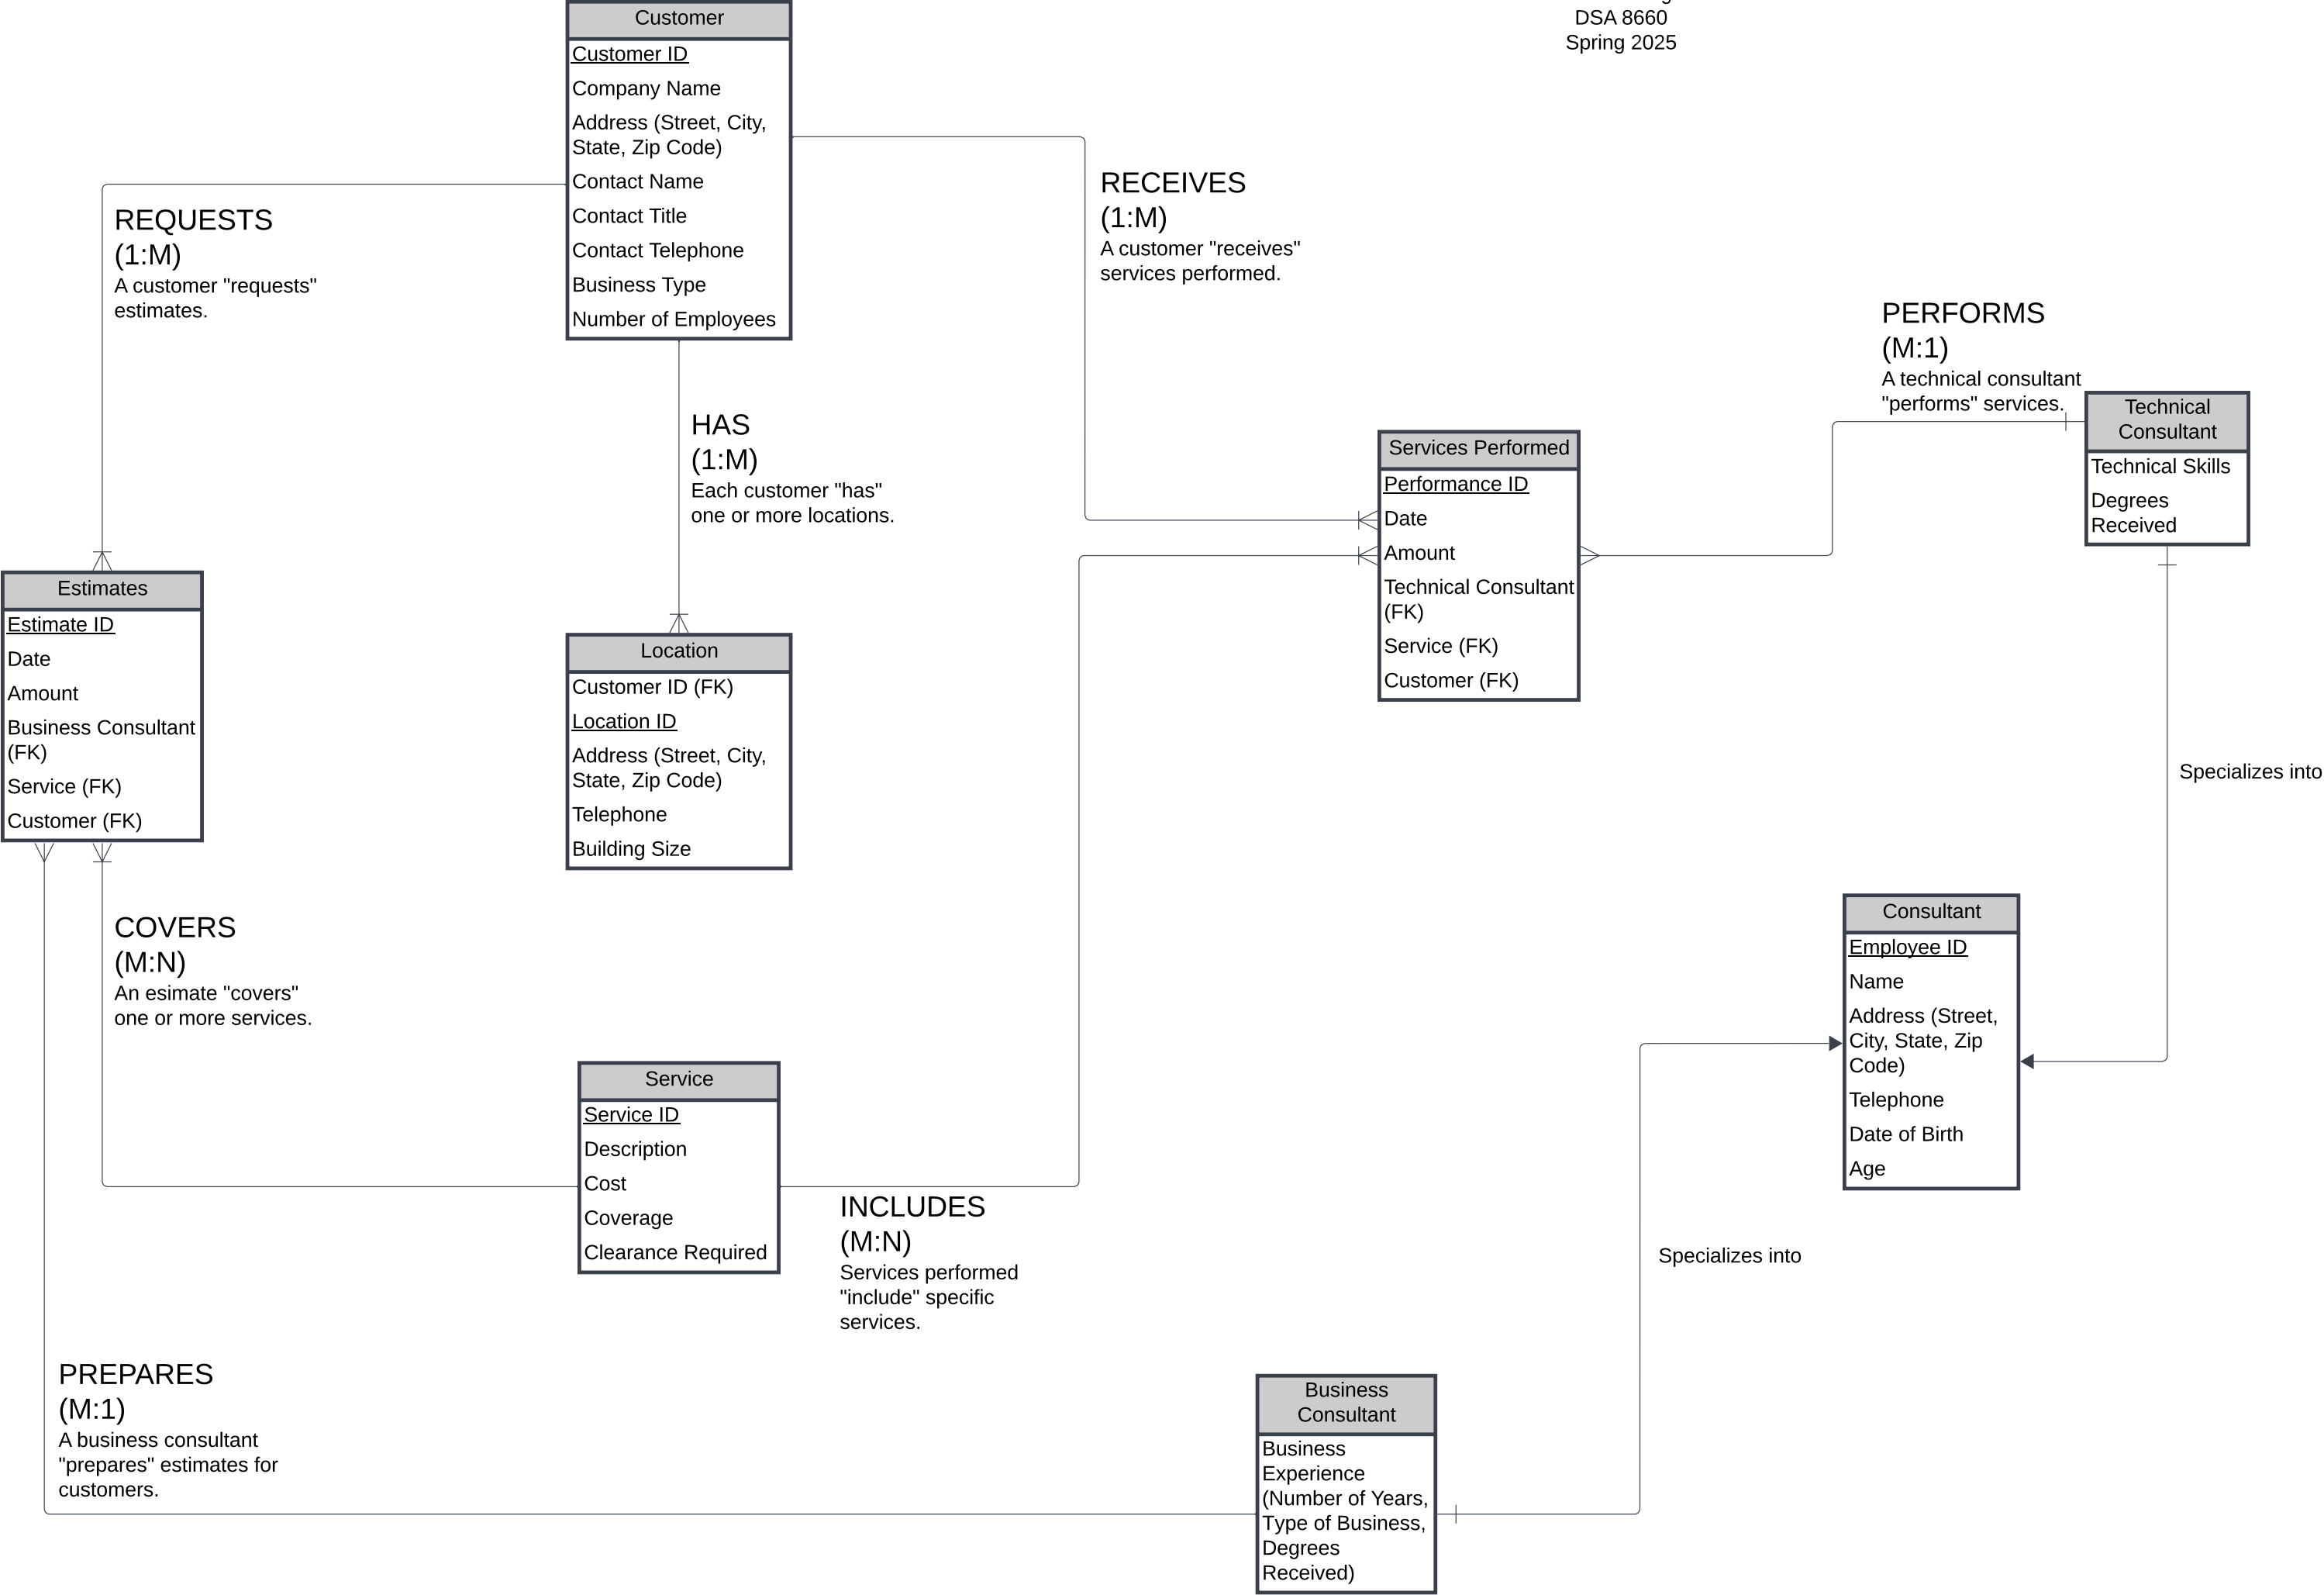 DSA 8660
Spring 2025
Customer
Customer ID
Company Name
Address (Street, City,
State, Zip Code)
Contact Name
Contact Title
Contact Telephone
Business Type
Number of Employees
REQUESTS
(1:M)
A customer "requests"
estimates.
RECEIVES
(1:M)
A customer "receives"
services performed.
HAS
(1:M)
Each customer "has"
one or more locations.
PERFORMS
(M:1)
A technical consultant
"performs" services.
Technical
Consultant
Technical Skills
Degrees
Received
Services Performed
Performance ID
Date
Amount
Technical Consultant
(FK)
Service (FK)
Customer (FK)
Estimates
Estimate ID
Date
Amount
Business Consultant
(FK)
Service (FK)
Customer (FK)
Location
Customer ID (FK)
Location ID
Address (Street, City,
State, Zip Code)
Telephone
Building Size
Specializes into
COVERS
(M:N)
An esimate "covers"
one or more services.
Consultant
Employee ID
Name
Address (Street,
City, State, Zip
Code)
Telephone
Date of Birth
Age
Service
Service ID
Description
Cost
Coverage
Clearance Required
INCLUDES
(M:N)
Services performed
"include" specific
services.
Specializes into
PREPARES
(M:1)
A business consultant
"prepares" estimates for
customers.
Business
Consultant
Business
Experience
(Number of Years,
Type of Business,
Degrees
Received)